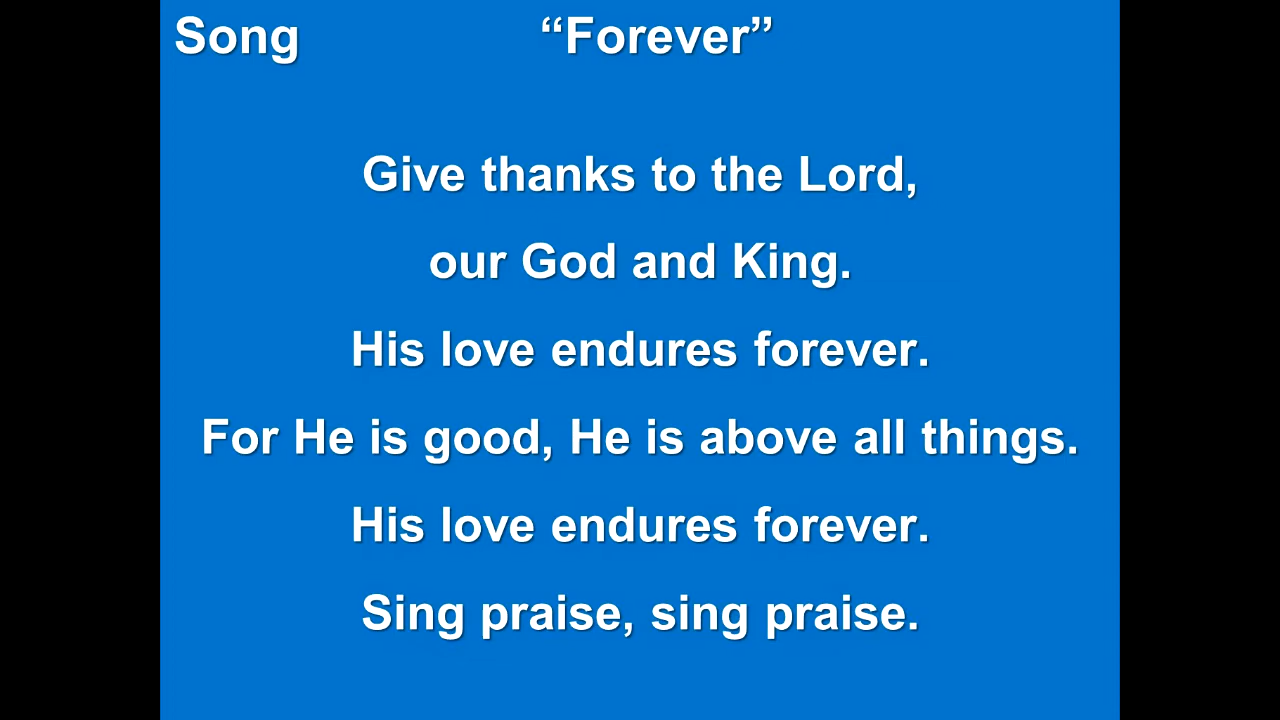 Song “Forever”
Give thanks to the Lord,
our God and King.
His love endures forever.
For He is good, He is above all things.
His love endures forever.
Sing praise, sing praise.